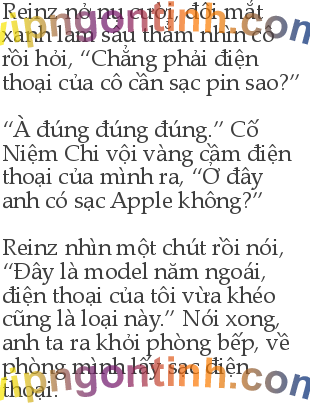 Reinz nở nụ cười, đôi mắt
xanh lam sâu thẳm nhìn cô
rồi hỏi, “Chẳng phải điện
thoại của cô cần sạc pin sao?”
“À đúng đúng đúng.” Cố
Niệm Chi vội vàng cầm điện
thoại của mình ra, “Ở đây
anh có sạc Apple không?”
Reinz nhìn một chút rồi nói,
“Đây là model năm ngoái,
điện thoại của tôi vừa khéo
cũng là loại này.” Nói xong,
anh ta ra khỏi phòng bếp, về
phòng mình lấy sạc điện
thoại.
vipngontinh.com
vipngontinh.com